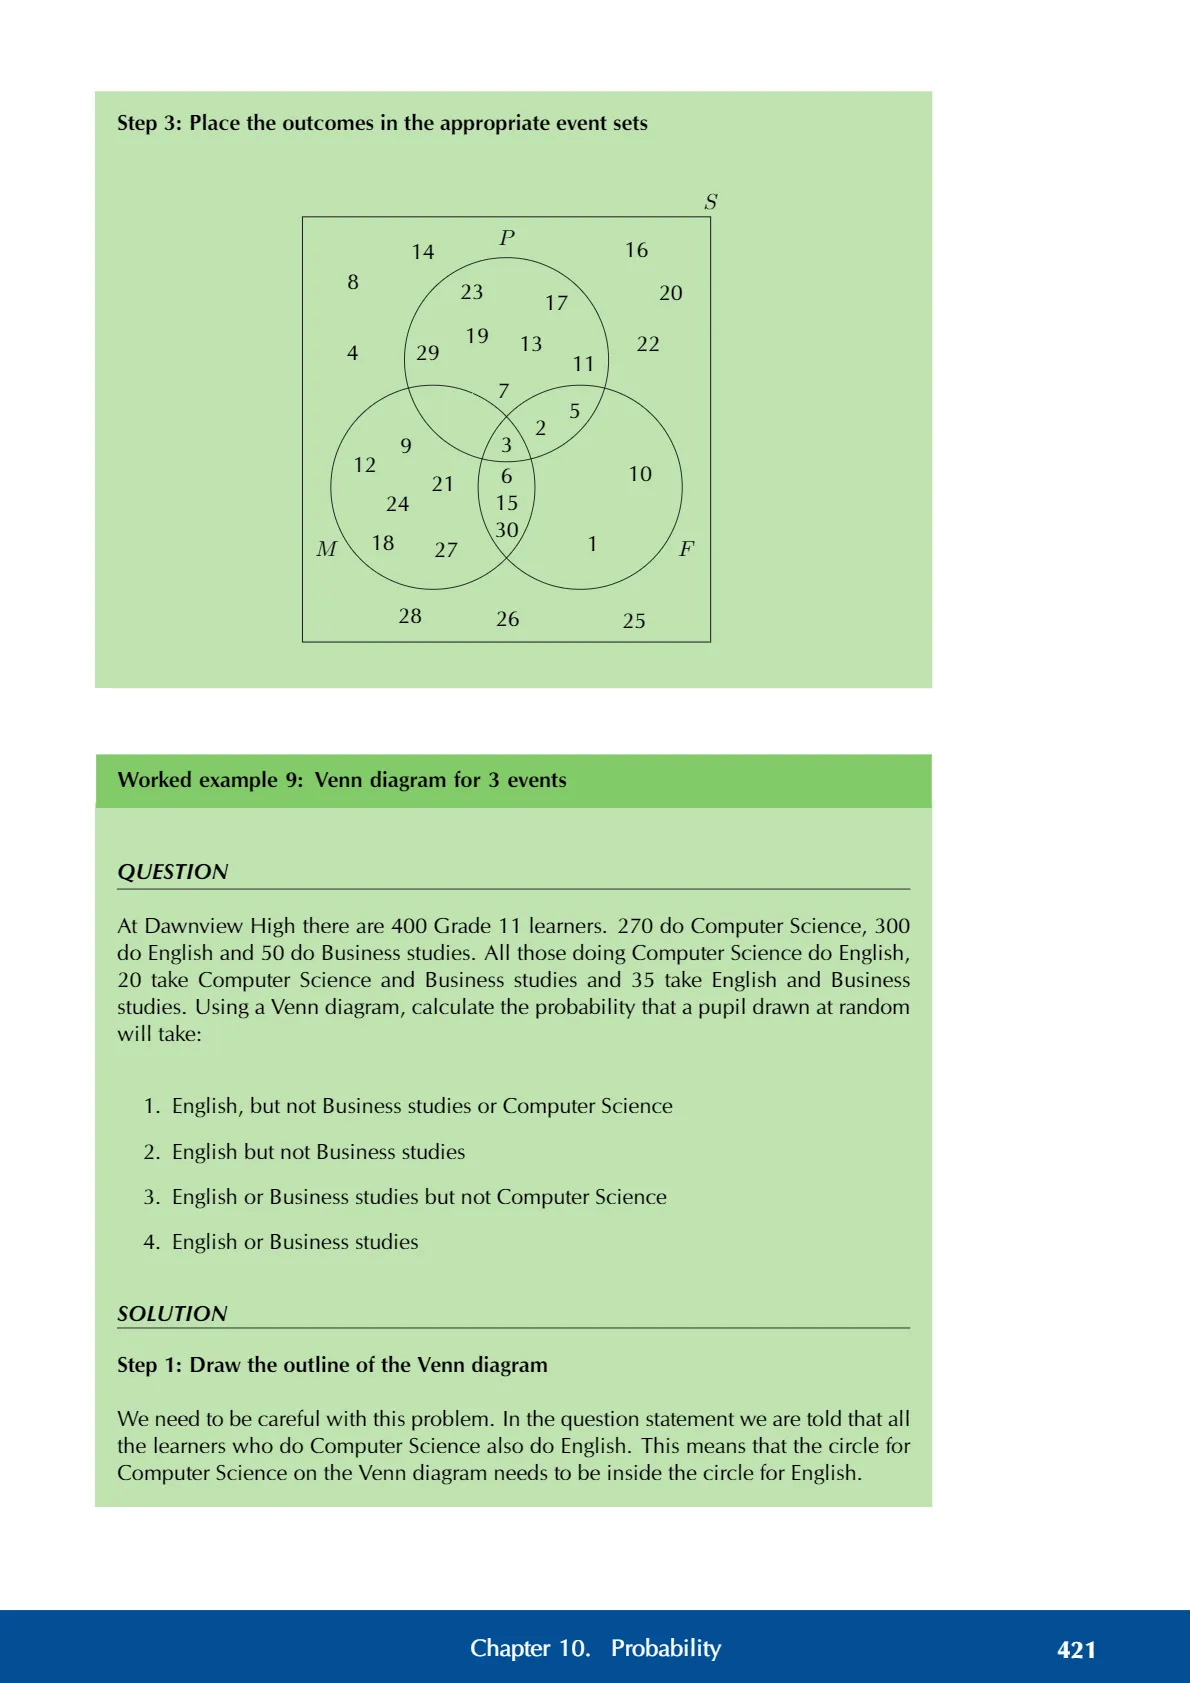 Step 3: Place the outcomes in the appropriate event sets
S
P
14
16
8
23
17
20
19
13
22
4
29
11
7
5
2
9
3
12
6
10
21
24
15
30
18
27
1
M
F
28
26
25
Worked example 9: Venn diagram for 3 events
QUESTION
At Dawnview High there are 400 Grade 11 learners. 270 do Computer Science, 300
do English and 50 do Business studies. All those doing Computer Science do English,
20 take Computer Science and Business studies and 35 take English and Business
studies. Using a Venn diagram, calculate the probability that a pupil drawn at random
will take:
1. English, but not Business studies or Computer Science
2. English but not Business studies
3. English or Business studies but not Computer Science
4. English or Business studies
SOLUTION
Step 1: Draw the outline of the Venn diagram
We need to be careful with this problem. In the question statement we are told that all
the learners who do Computer Science also do English. This means that the circle for
Computer Science on the Venn diagram needs to be inside the circle for English.
Chapter 10. Probability
421